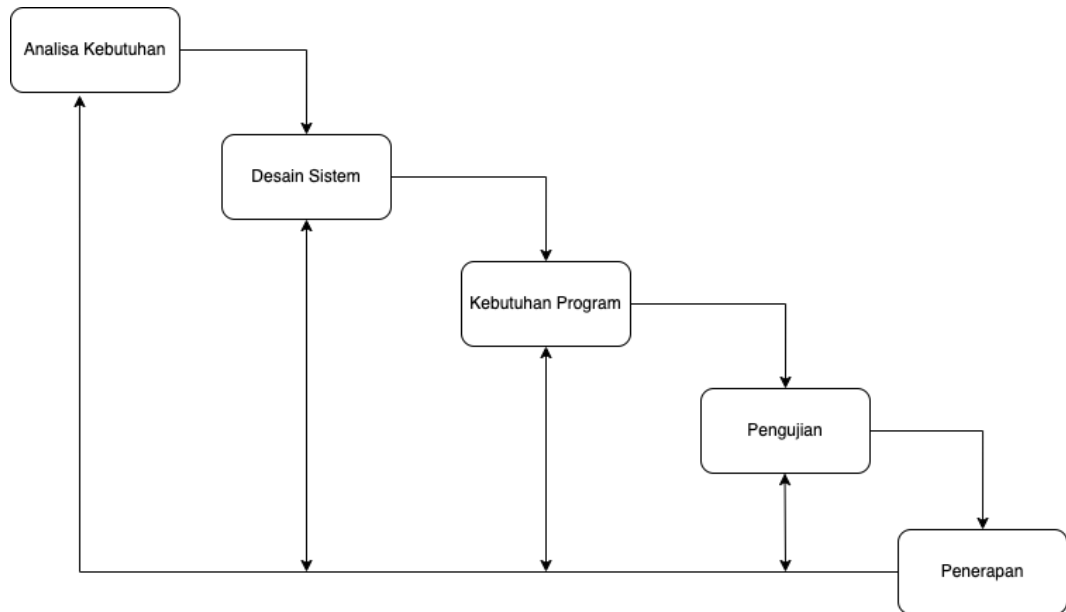 Analisa Kebutuhan
Desain Sistem
Kebutuhan Program
Pengujian
Penerapan